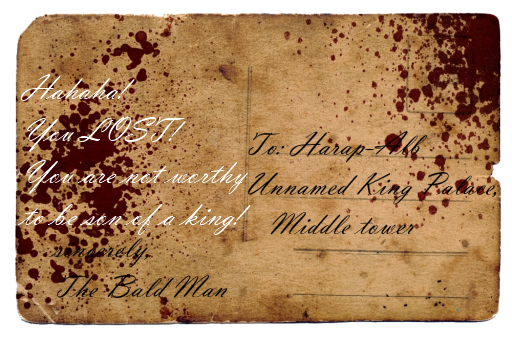 Hahaha!
You LOST!
You are not worthy
to be son of a king!
sincerely,
The Bald Man
To: Harap-Alb
Unnamed King Palace,
Middle tower